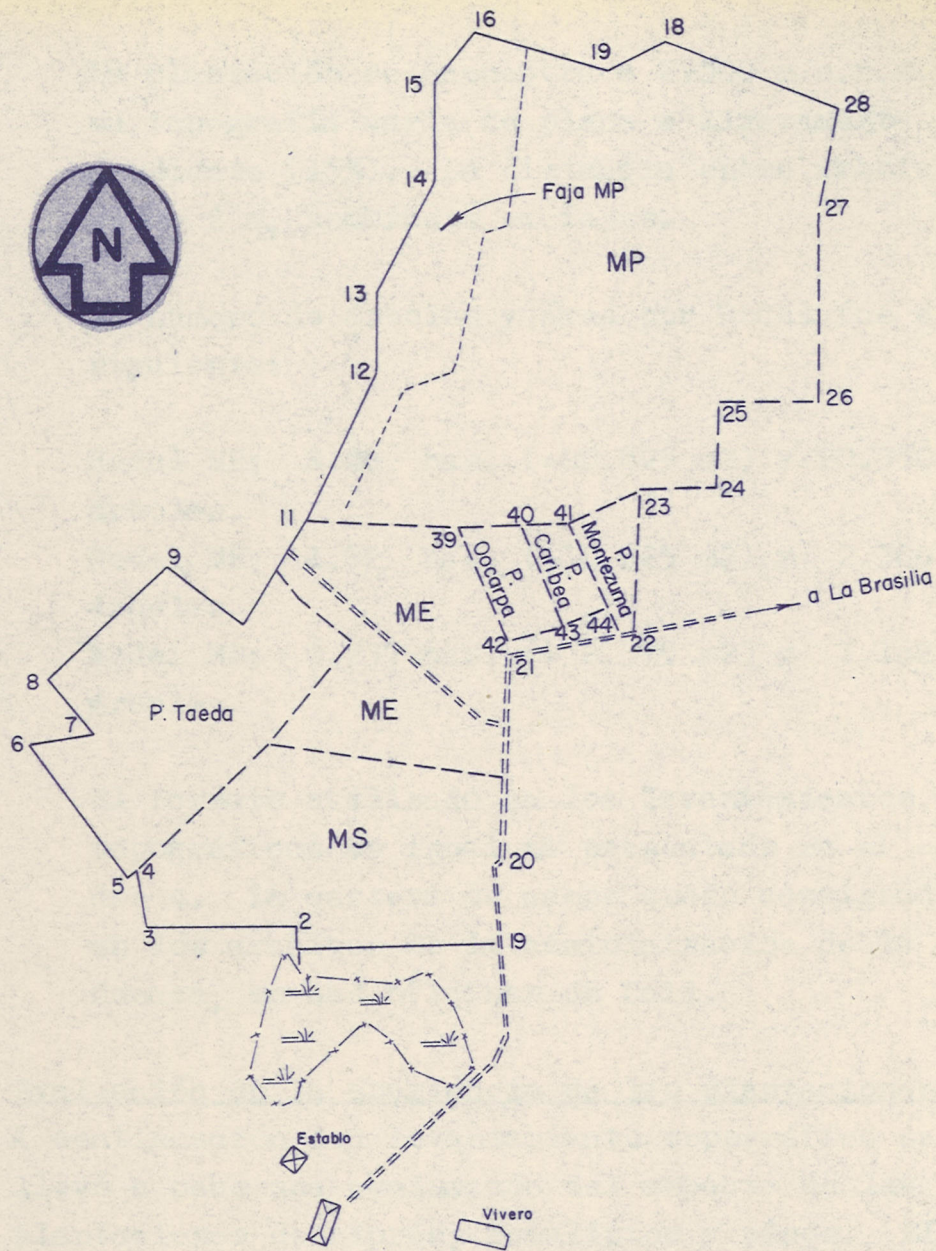 16
18
19
15
28
14
Faja MP
27
N
MP
13
12
26
25
24
23
11
40
41
39
P. Oocarpa
P. Caribea
P. Montezuma
9
a La Brasilia
ME
44
43
42
22
21
8
P. Taeda
ME
7
6
MS
20
4
5
2
3
19
Establo
Vivero